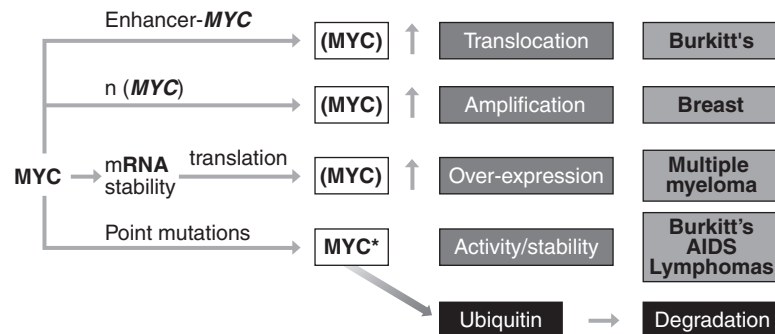 Enhancer-MYC
(MYC)
Translocation
Burkitt's
n (MYC)
(MYC)
Amplification
Breast
MYC
mRNA
stability
translation
(MYC)
Over-expression
Multiple
myeloma
Point mutations
MYC*
Activity/stability
Burkitt’s
AIDS
Lymphomas
Ubiquitin
Degradation